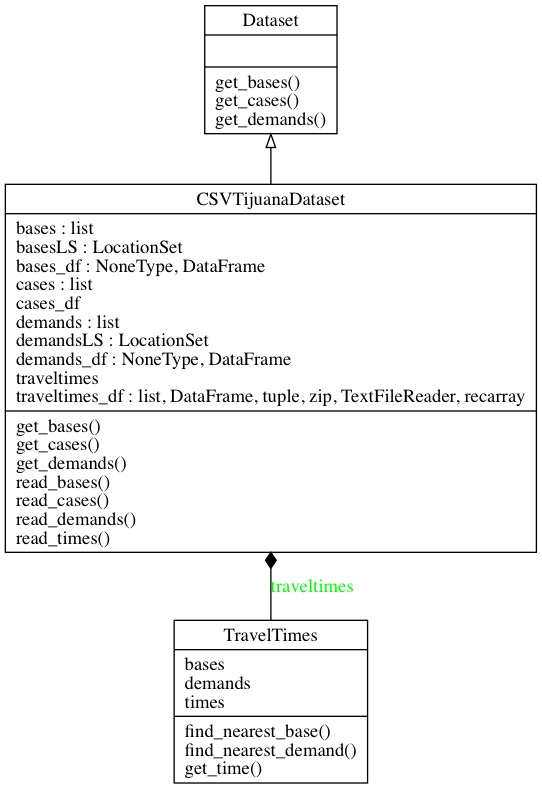 Dataset
get_bases()
get_cases()
get_demands()
CSVTijuanaDataset
bases : list
basesLS : LocationSet
bases_df : NoneType, DataFrame
cases : list
cases_df
demands : list
demandsLS : LocationSet
demands_df : NoneType, DataFrame
traveltimes
traveltimes_df : list, DataFrame, tuple, zip, TextFileReader, recarray
get_bases()
get_cases()
get_demands()
read_bases()
read_cases()
read_demands()
read_times()
traveltimes
TravelTimes
bases
demands
times
find_nearest_base()
find_nearest_demand()
get_time()